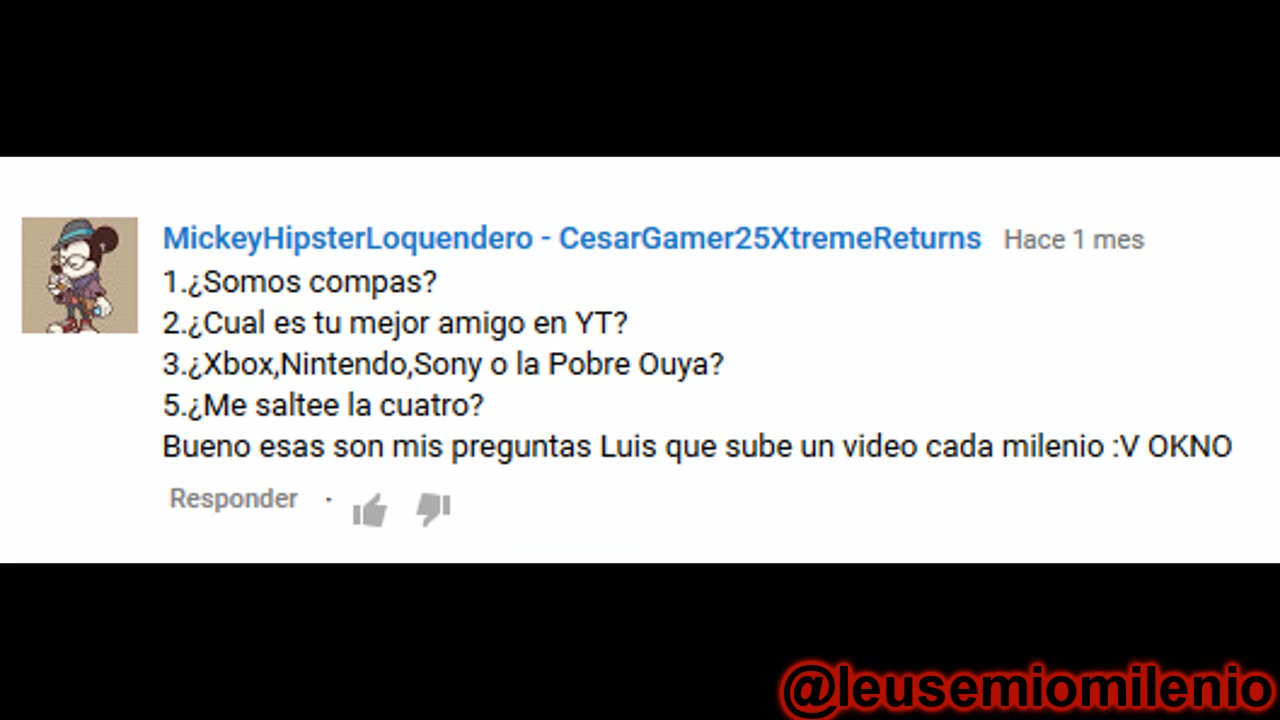 MickeyHipsterLoquendero - CesarGamer25XtremeReturns Hace 1 mes
1.¿Somos compas?
2.¿Cual es tu mejor amigo en YT?
3.¿Xbox,Nintendo,Sony o la Pobre Ouya?
5.¿Me saltee la cuatro?
Bueno esas son mis preguntas Luis que sube un video cada milenio :V OKNO
Responder ·
@leusemiomilenio